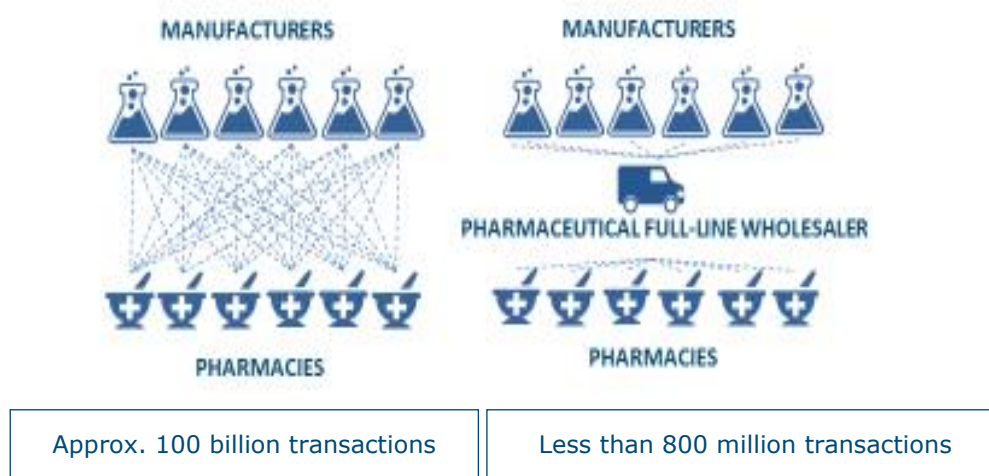 MANUFACTURERS
PHARMACIES
Approx. 100 billion transactions
MANUFACTURERS
PHARMACEUTICAL FULL-LINE WHOLESALER
PHARMACIES
Less than 800 million transactions